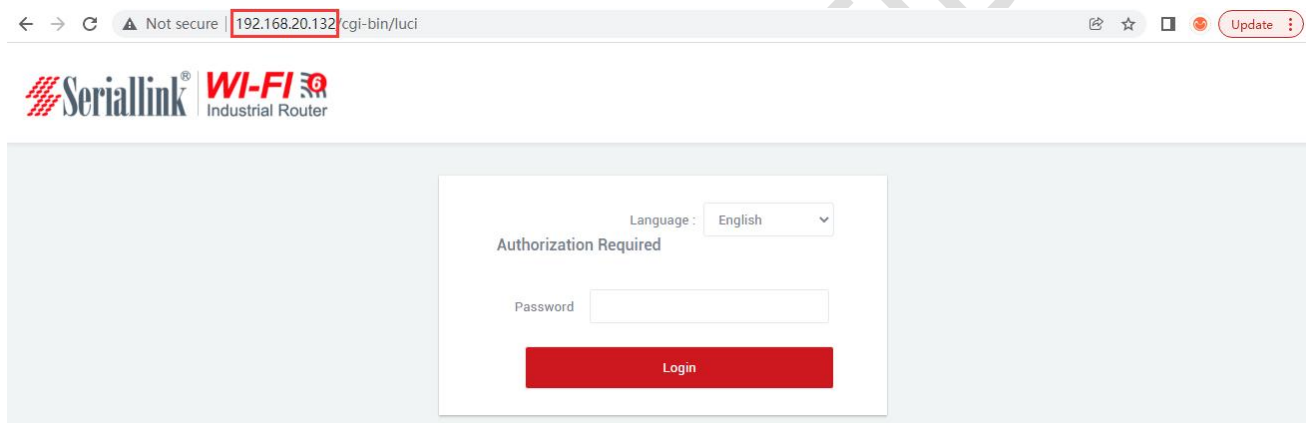 Not secure | 192.168.20.132/cgi-bin/luci
Update
Seriallink® WI-FI 6
Industrial Router
Language : English
Authorization Required
Password
Login